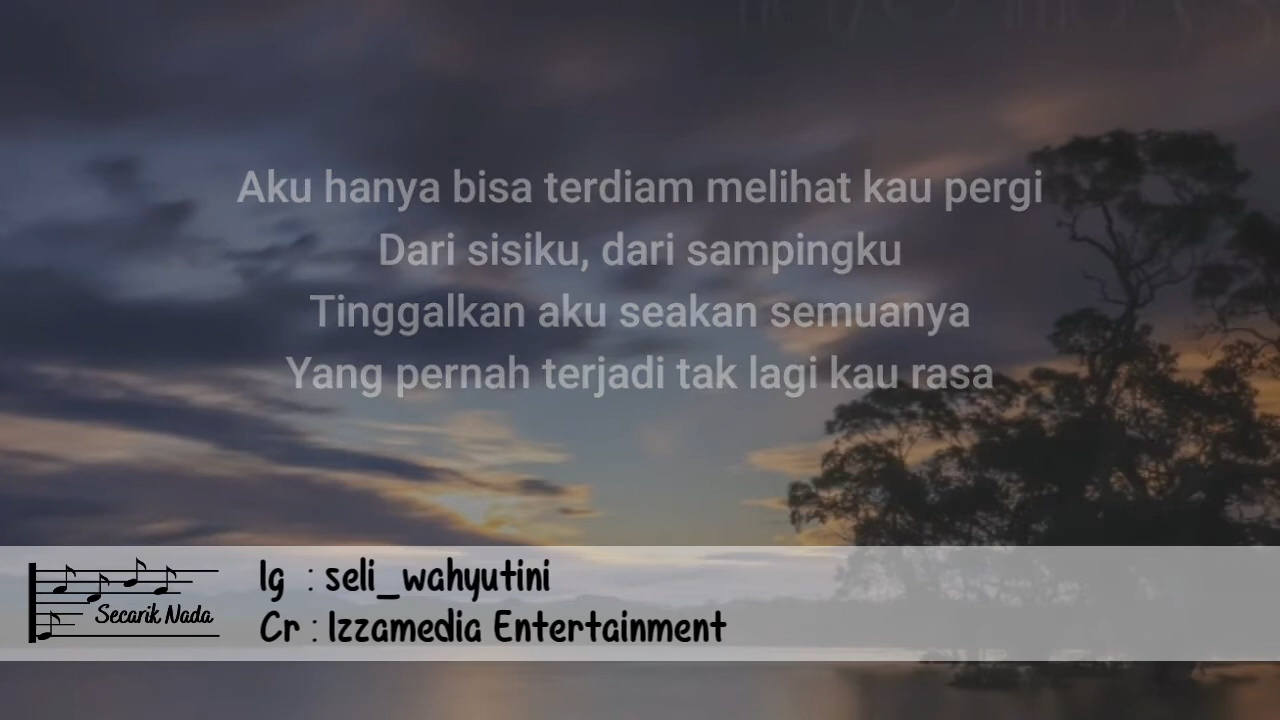 Aku hanya bisa terdiam melihat kau pergi
Dari sisiku, dari sampingku
Tinggalkan aku seakan semuanya
Yang pernah terjadi tak lagi kau rasa
Secarik Nada
Ig : seli_wahyutini
Cr : Izzamedia Entertainment